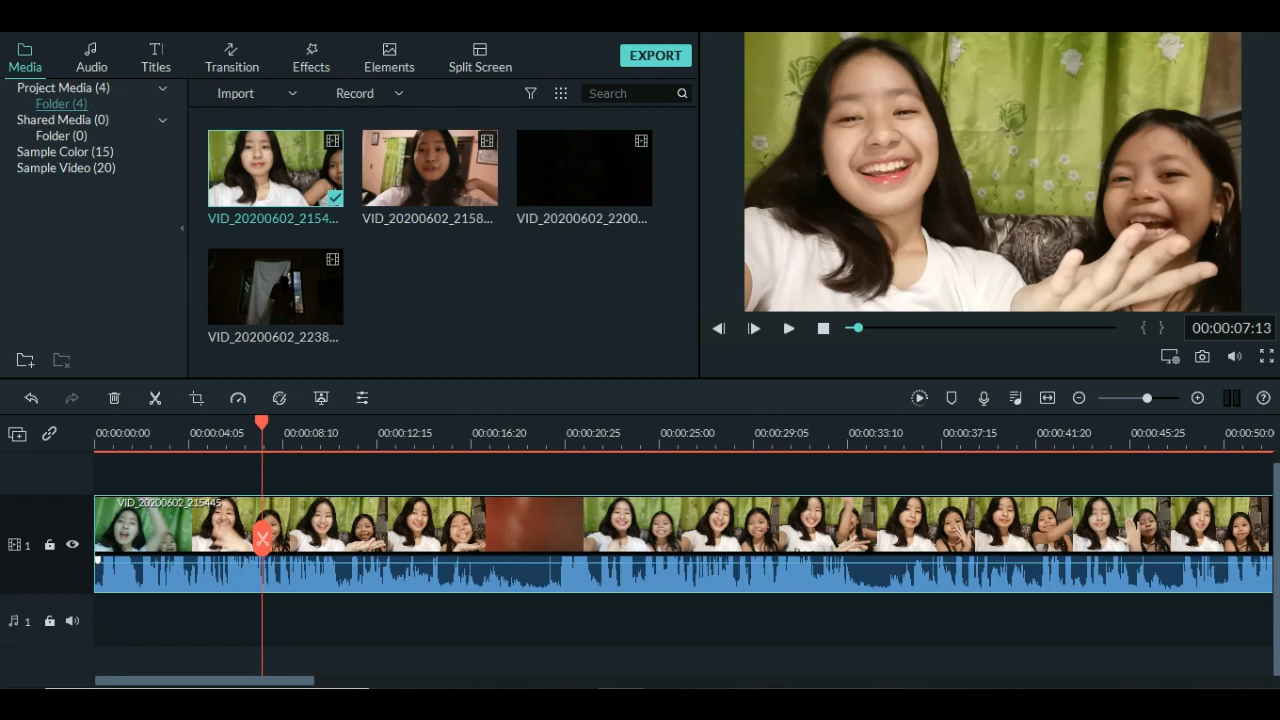 Media
Audio
Titles
Transition
Effects
Elements
Split Screen
EXPORT
Project Media (4)
Folder (4)
Shared Media (0)
Folder (0)
Sample Color (15)
Sample Video (20)
Import
Record
Search
VID_20200602_2154...
VID_20200602_2158...
VID_20200602_2200...
VID_20200602_2238...
00:00:07:13
00:00:00:00
00:00:04:05
00:00:08:10
00:00:12:15
00:00:16:20
00:00:20:25
00:00:25:00
00:00:29:05
00:00:33:10
00:00:37:15
00:00:41:20
00:00:45:25
00:00:50:0
VID_20200602_215445
1
1